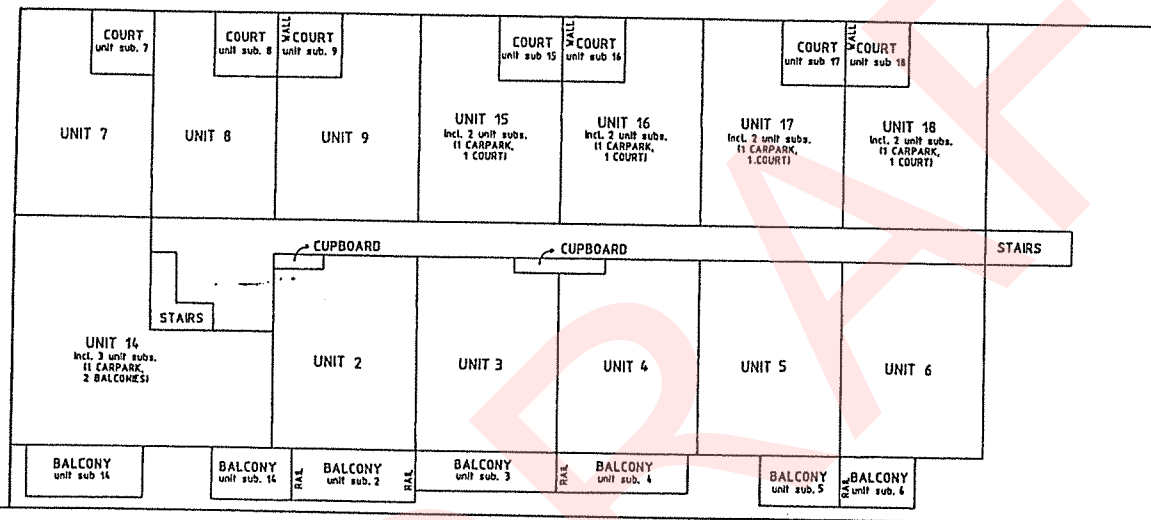 COURT
unit sub. 7
COURT
unit sub. 8
WALL
COURT
unit sub. 9
COURT
unit sub 15
WALL
COURT
unit sub 16
COURT
unit sub 17
WALL
COURT
unit sub 18
UNIT 7
UNIT 8
UNIT 9
UNIT 15
Incl. 2 unit subs.
(1 CARPARK,
1 COURT)
UNIT 16
Incl. 2 unit subs.
(1 CARPARK,
1 COURT)
UNIT 17
Incl. 2 unit subs.
(1 CARPARK,
1 COURT)
UNIT 18
Incl. 2 unit subs.
(1 CARPARK,
1 COURT)
CUPBOARD
CUPBOARD
STAIRS
STAIRS
UNIT 14
Incl. 3 unit subs.
(1 CARPARK,
2 BALCONIES)
UNIT 2
UNIT 3
UNIT 4
UNIT 5
UNIT 6
BALCONY
unit sub 14
BALCONY
unit sub. 14
RAIL
BALCONY
unit sub. 2
RAIL
BALCONY
unit sub. 3
RAIL
BALCONY
unit sub. 4
BALCONY
unit sub. 5
RAIL
BALCONY
unit sub. 6